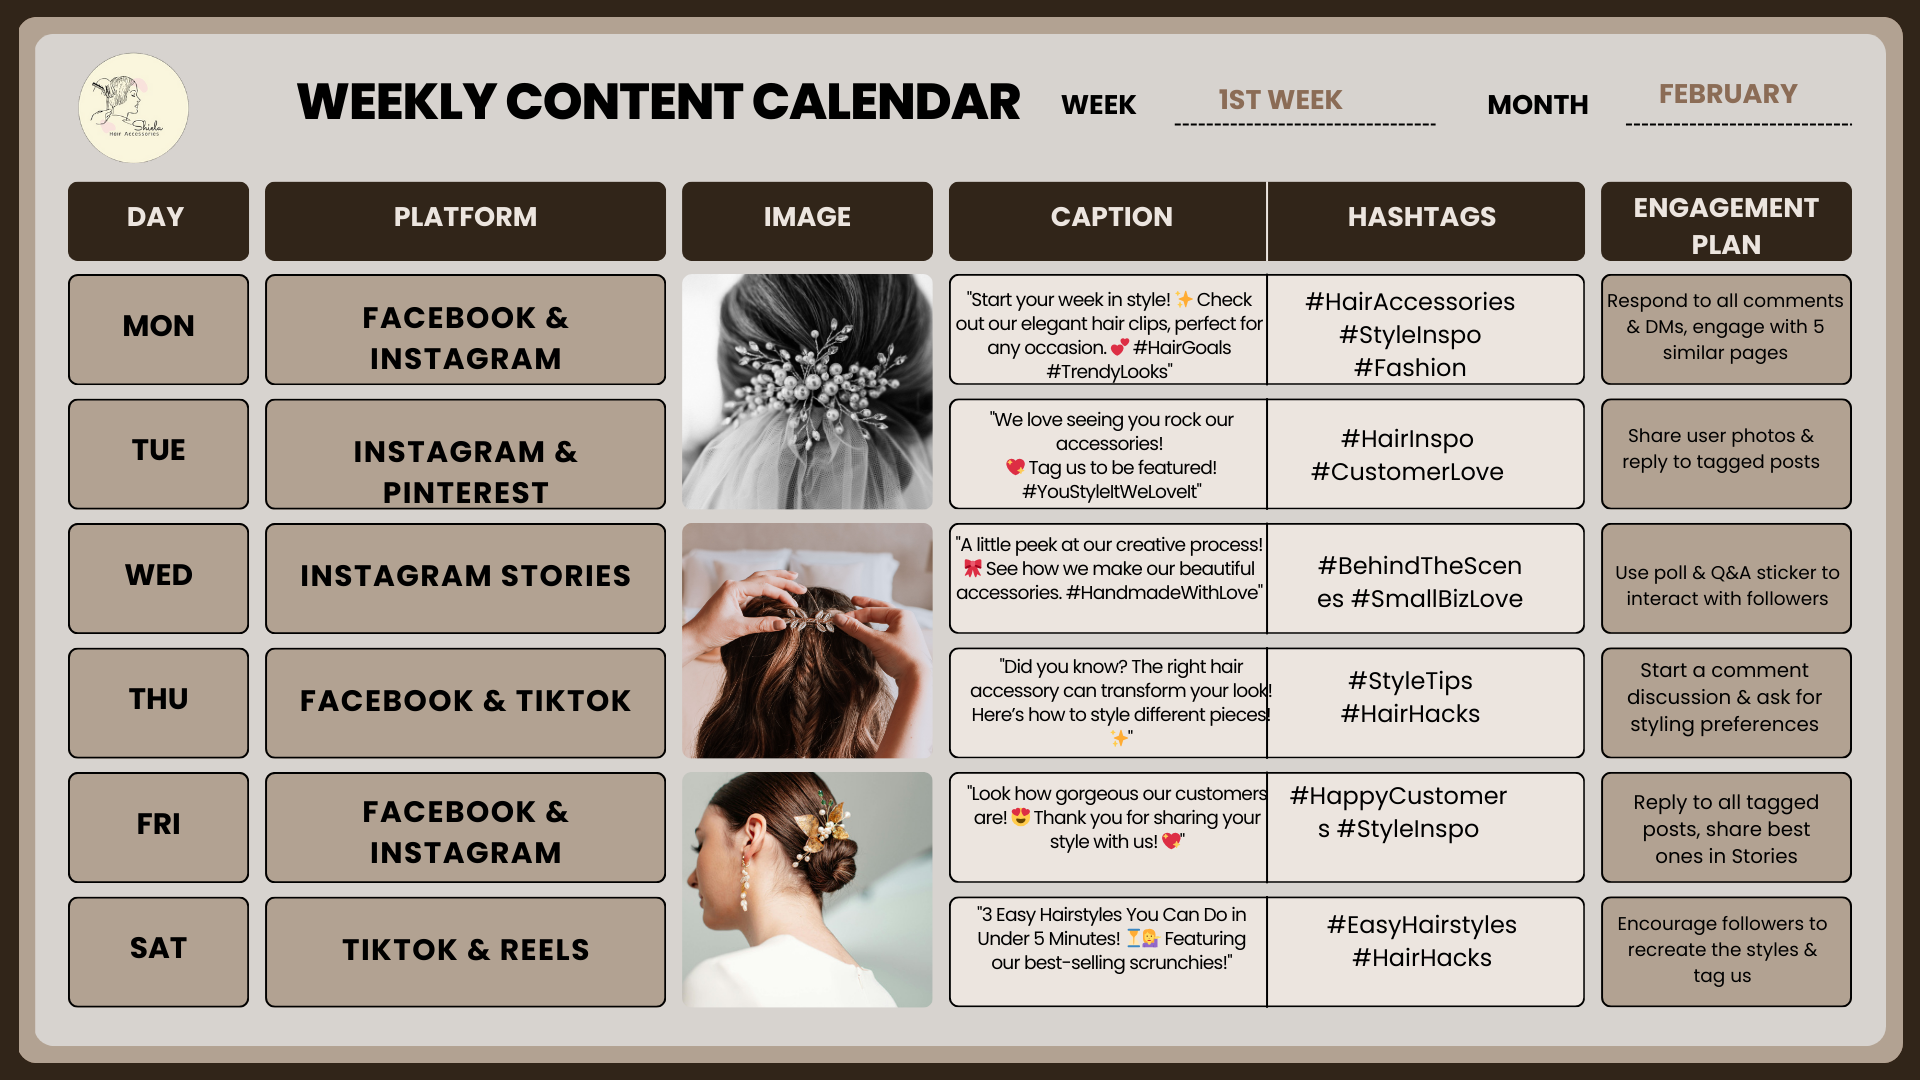 Shiela
Hair Accessories
WEEKLY CONTENT CALENDAR
WEEK
1ST WEEK
MONTH
FEBRUARY
DAY
PLATFORM
IMAGE
CAPTION
HASHTAGS
ENGAGEMENT
PLAN
MON
FACEBOOK &
INSTAGRAM
"Start your week in style! ✨ Check
out our elegant hair clips, perfect for
any occasion. 💕 #HairGoals
#TrendyLooks"
#HairAccessories
#StyleInspo
#Fashion
Respond to all comments
& DMs, engage with 5
similar pages
TUE
INSTAGRAM &
PINTEREST
"We love seeing you rock our
accessories!
💖 Tag us to be featured!
#YouStyleItWeLoveIt"
#HairInspo
#CustomerLove
Share user photos &
reply to tagged posts
WED
INSTAGRAM STORIES
"A little peek at our creative process!
🎀 See how we make our beautiful
accessories. #HandmadeWithLove"
#BehindTheScen
es #SmallBizLove
Use poll & Q&A sticker to
interact with followers
THU
FACEBOOK & TIKTOK
"Did you know? The right hair
accessory can transform your look!
Here’s how to style different pieces!
✨"
#StyleTips
#HairHacks
Start a comment
discussion & ask for
styling preferences
FRI
FACEBOOK &
INSTAGRAM
"Look how gorgeous our customers
are! 😍 Thank you for sharing your
style with us! 💖"
#HappyCustomer
s #StyleInspo
Reply to all tagged
posts, share best
ones in Stories
SAT
TIKTOK & REELS
"3 Easy Hairstyles You Can Do in
Under 5 Minutes! ⏳💁‍♀️ Featuring
our best-selling scrunchies!"
#EasyHairstyles
#HairHacks
Encourage followers to
recreate the styles &
tag us